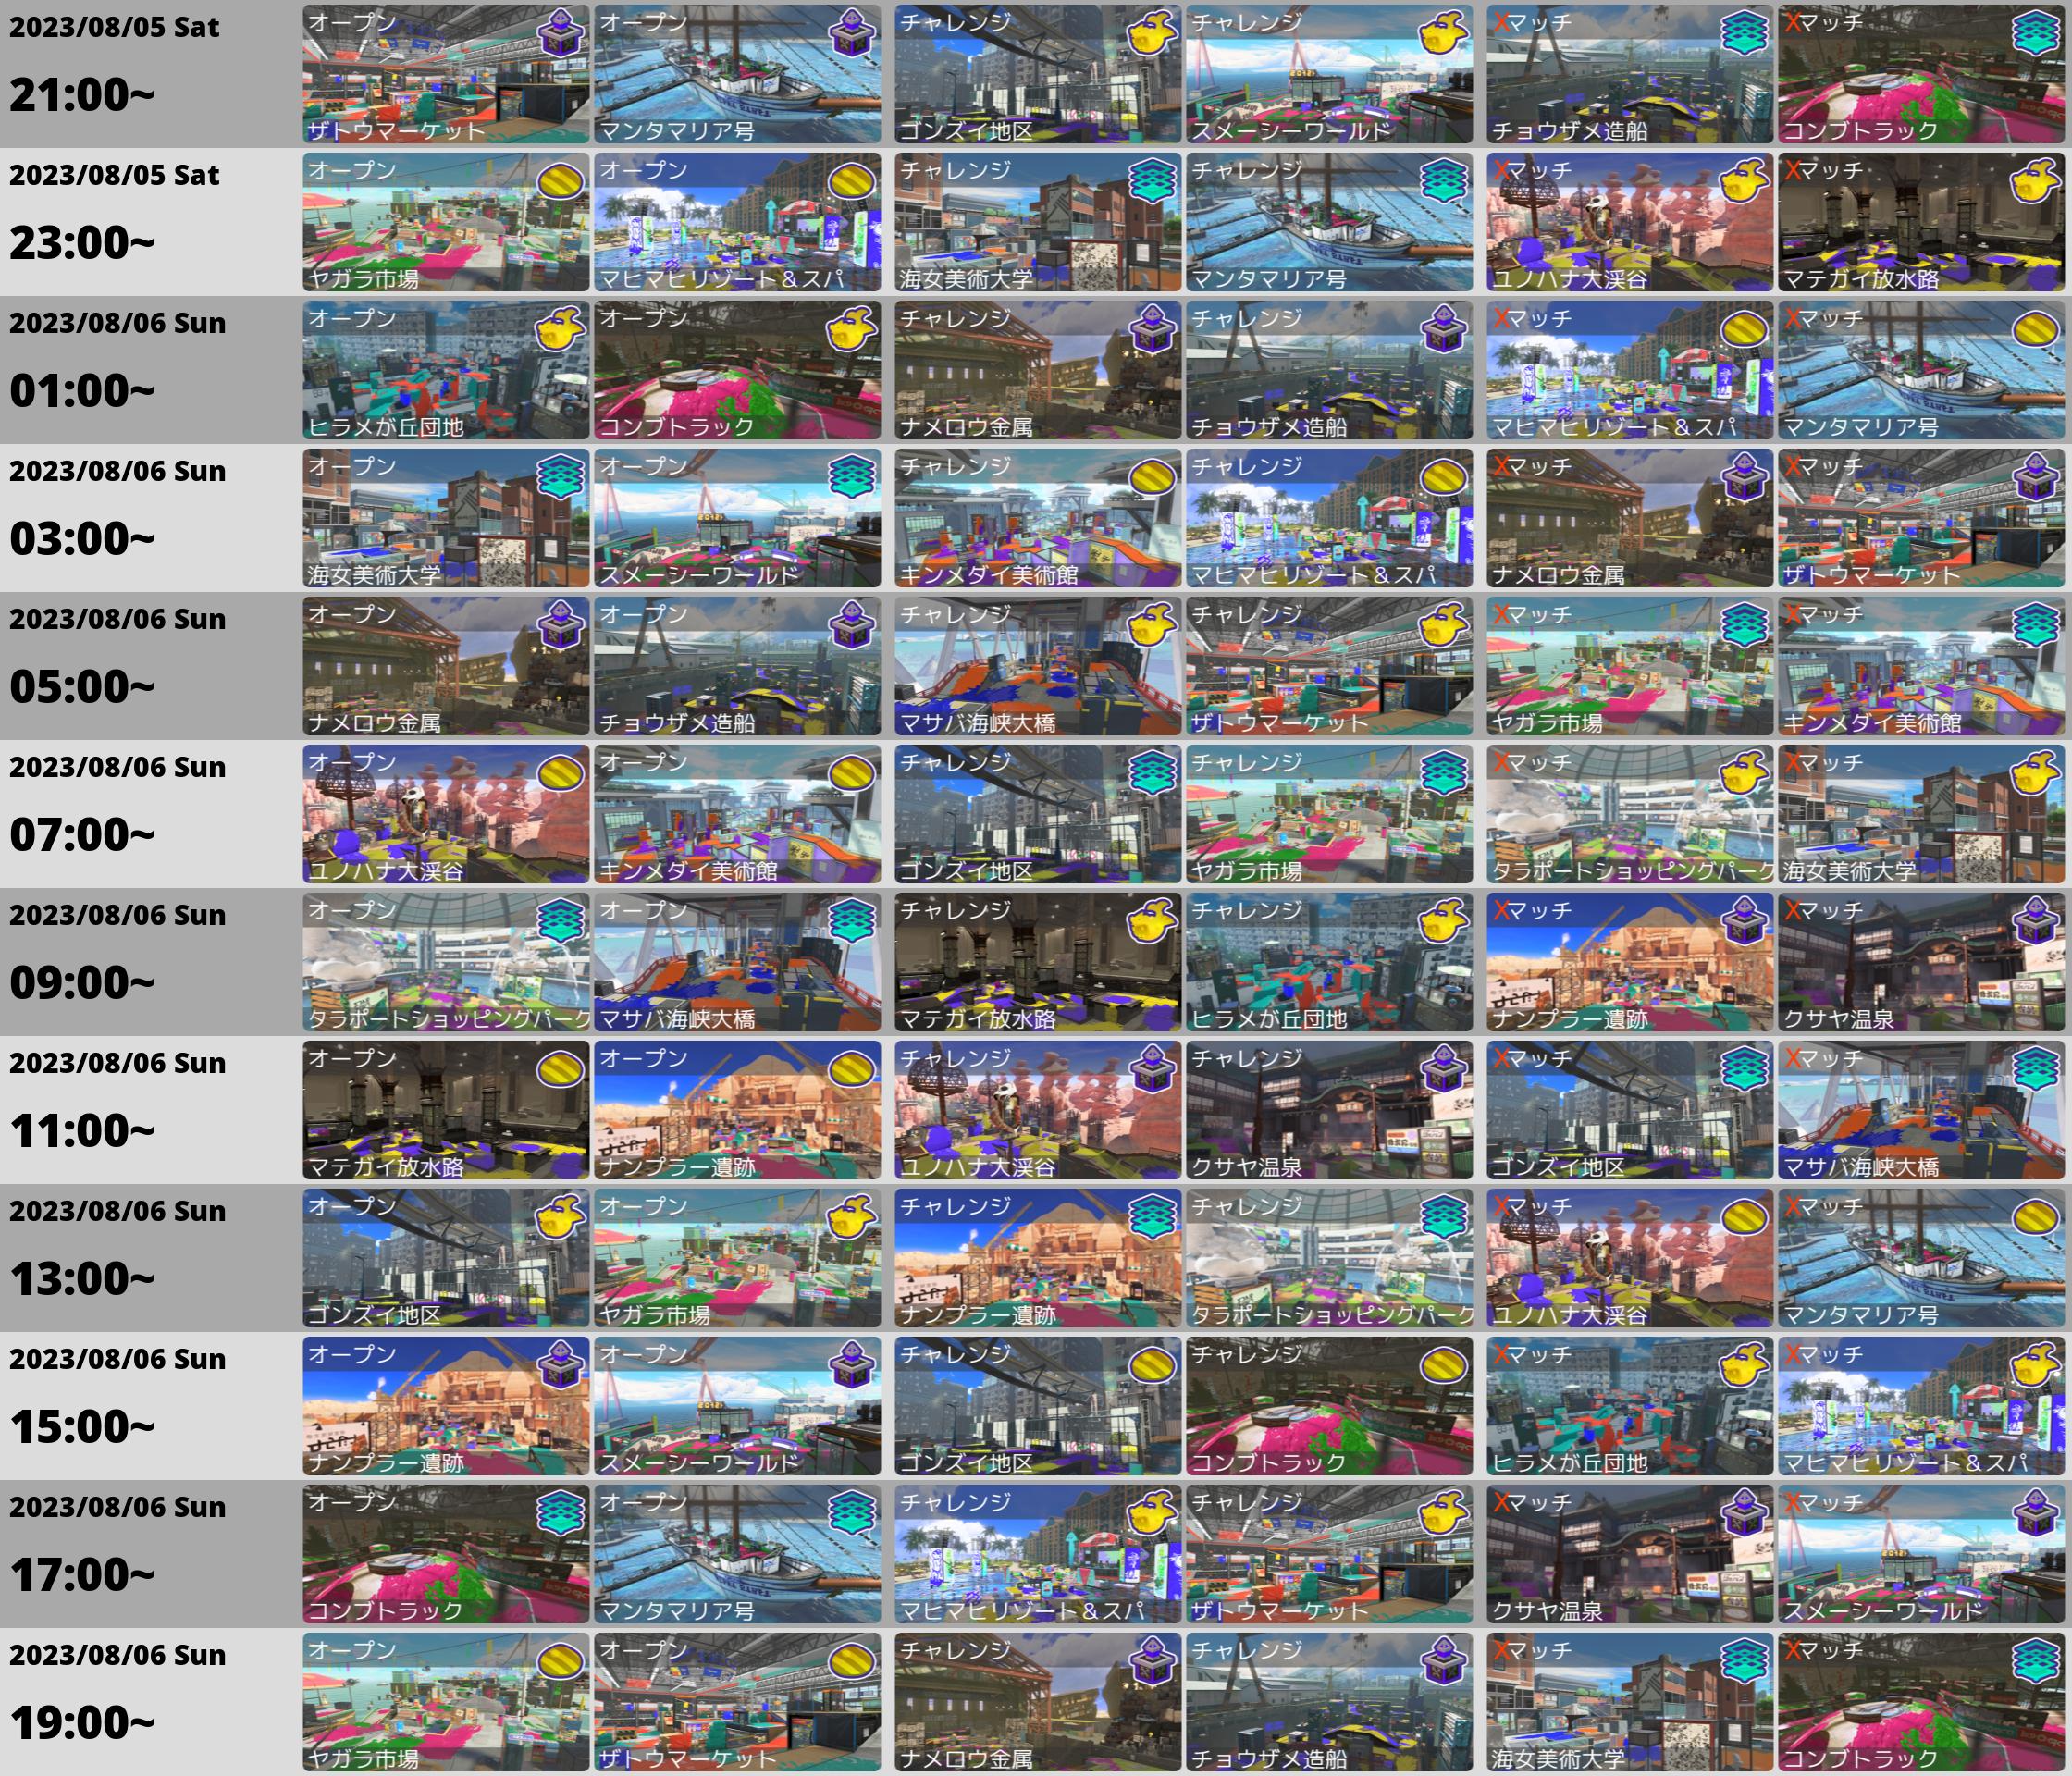 2023/08/05 Sat
21:00~
オープン オープン チャレンジ チャレンジ Xマッチ Xマッチ
ザトウマーケット マンタマリア号 ゴンズイ地区 スメーシーワールド チョウザメ造船 コンブトラック
2023/08/05 Sat
23:00~
オープン オープン チャレンジ チャレンジ Xマッチ Xマッチ
ヤガラ市場 マヒマヒリゾート＆スパ 海女美術大学 マンタマリア号 ユノハナ大渓谷 マテガイ放水路
2023/08/06 Sun
01:00~
オープン オープン チャレンジ チャレンジ Xマッチ Xマッチ
ヒラメが丘団地 コンブトラック ナメロウ金属 チョウザメ造船 マヒマヒリゾート＆スパ マンタマリア号
2023/08/06 Sun
03:00~
オープン オープン チャレンジ チャレンジ Xマッチ Xマッチ
海女美術大学 スメーシーワールド キンメダイ美術館 マヒマヒリゾート＆スパ ナメロウ金属 ザトウマーケット
2023/08/06 Sun
05:00~
オープン オープン チャレンジ チャレンジ Xマッチ Xマッチ
ナメロウ金属 チョウザメ造船 マサバ海峡大橋 ザトウマーケット ヤガラ市場 キンメダイ美術館
2023/08/06 Sun
07:00~
オープン オープン チャレンジ チャレンジ Xマッチ Xマッチ
ユノハナ大渓谷 キンメダイ美術館 ゴンズイ地区 ヤガラ市場 タラポートショッピングパーク 海女美術大学
2023/08/06 Sun
09:00~
オープン オープン チャレンジ チャレンジ Xマッチ Xマッチ
タラポートショッピングパーク マサバ海峡大橋 マテガイ放水路 ヒラメが丘団地 ナンプラー遺跡 クサヤ温泉
2023/08/06 Sun
11:00~
オープン オープン チャレンジ チャレンジ Xマッチ Xマッチ
マテガイ放水路 ナンプラー遺跡 ユノハナ大渓谷 クサヤ温泉 ゴンズイ地区 マサバ海峡大橋
2023/08/06 Sun
13:00~
オープン オープン チャレンジ チャレンジ Xマッチ Xマッチ
ゴンズイ地区 ヤガラ市場 ナンプラー遺跡 タラポートショッピングパーク ユノハナ大渓谷 マンタマリア号
2023/08/06 Sun
15:00~
オープン オープン チャレンジ チャレンジ Xマッチ Xマッチ
ナンプラー遺跡 スメーシーワールド ゴンズイ地区 コンブトラック ヒラメが丘団地 マヒマヒリゾート＆スパ
2023/08/06 Sun
17:00~
オープン オープン チャレンジ チャレンジ Xマッチ Xマッチ
コンブトラック マンタマリア号 マヒマヒリゾート＆スパ ザトウマーケット クサヤ温泉 スメーシーワールド
2023/08/06 Sun
19:00~
オープン オープン チャレンジ チャレンジ Xマッチ Xマッチ
ヤガラ市場 ザトウマーケット ナメロウ金属 チョウザメ造船 海女美術大学 コンブトラック